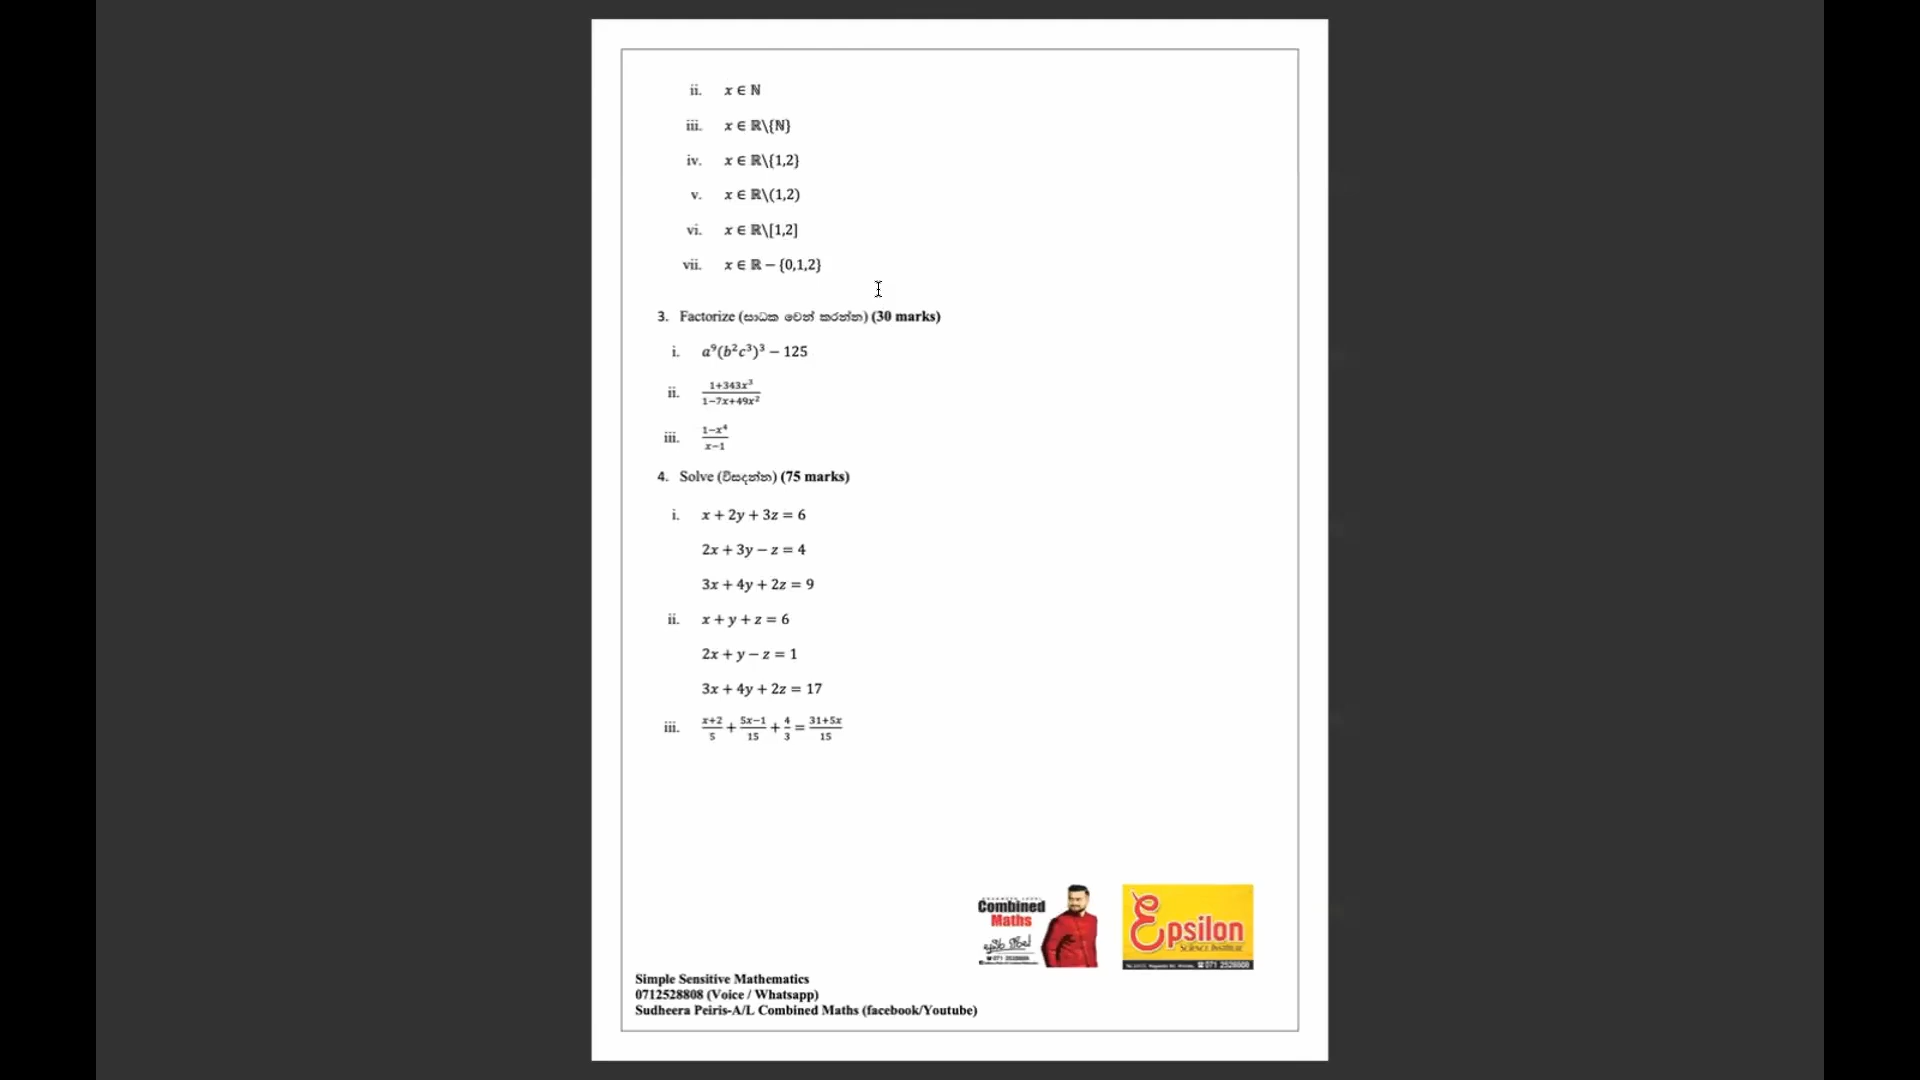 ii. x ∈ ℕ
iii. x ∈ ℝ\{ℕ}
iv. x ∈ ℝ\{1,2}
v. x ∈ ℝ\(1,2)
vi. x ∈ ℝ\[1,2]
vii. x ∈ ℝ − {0,1,2}
3. Factorize (සාධක වෙන් කරන්න) (30 marks)
i. a⁹(b²c³)³ − 125
ii. (1+343x³)/(1−7x+49x²)
iii. (1−x⁴)/(x−1)
4. Solve (විසඳන්න) (75 marks)
i. x + 2y + 3z = 6
2x + 3y − z = 4
3x + 4y + 2z = 9
ii. x + y + z = 6
2x + y − z = 1
3x + 4y + 2z = 17
iii. (x+2)/5 + (5x−1)/15 + 4/3 = (31+5x)/15
Combined
Maths
Epsilon
SCIENCE INSTITUTE
071 2528808
Simple Sensitive Mathematics
0712528808 (Voice / Whatsapp)
Sudheera Peiris-A/L Combined Maths (facebook/Youtube)